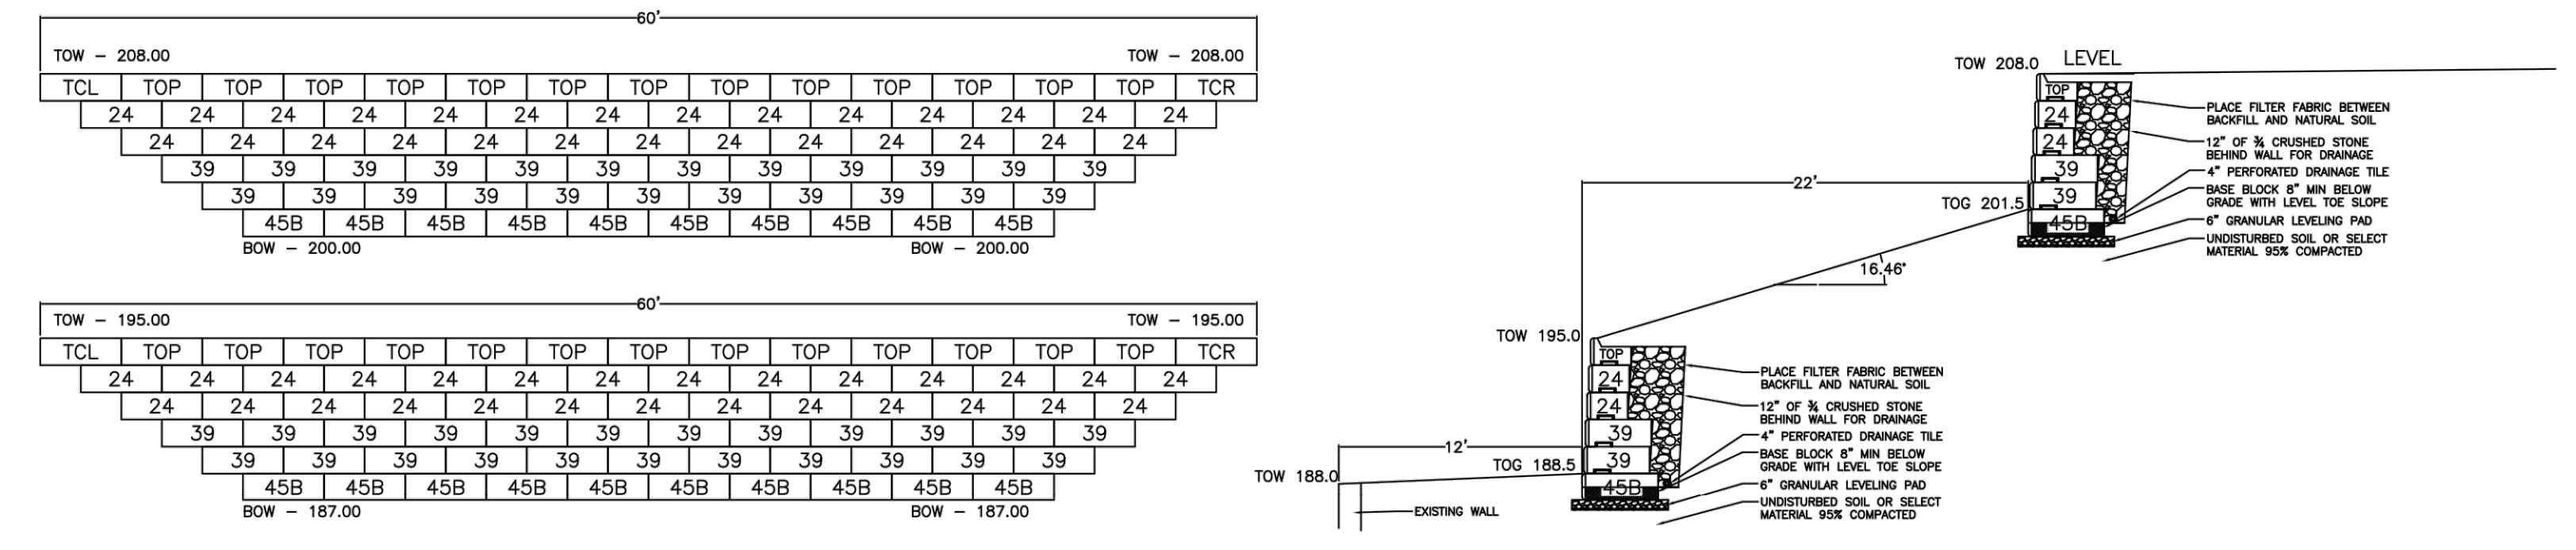 60'
TOW – 208.00 TOW – 208.00
TCL TOP TOP TOP TOP TOP TOP TOP TOP TOP TOP TOP TOP TOP TCR
24 24 24 24 24 24 24 24 24 24 24 24 24 24
24 24 24 24 24 24 24 24 24 24 24 24 24
39 39 39 39 39 39 39 39 39 39 39 39
39 39 39 39 39 39 39 39 39 39 39
45B 45B 45B 45B 45B 45B 45B 45B 45B 45B
BOW – 200.00 BOW – 200.00
60'
TOW – 195.00 TOW – 195.00
TCL TOP TOP TOP TOP TOP TOP TOP TOP TOP TOP TOP TOP TOP TCR
24 24 24 24 24 24 24 24 24 24 24 24 24 24
24 24 24 24 24 24 24 24 24 24 24 24 24
39 39 39 39 39 39 39 39 39 39 39 39
39 39 39 39 39 39 39 39 39 39 39
45B 45B 45B 45B 45B 45B 45B 45B 45B 45B
BOW – 187.00 BOW – 187.00
TOW 208.0 LEVEL
TOP
24
24
39
39
45B
PLACE FILTER FABRIC BETWEEN
BACKFILL AND NATURAL SOIL
12" OF ¾ CRUSHED STONE
BEHIND WALL FOR DRAINAGE
4" PERFORATED DRAINAGE TILE
BASE BLOCK 8" MIN BELOW
GRADE WITH LEVEL TOE SLOPE
6" GRANULAR LEVELING PAD
UNDISTURBED SOIL OR SELECT
MATERIAL 95% COMPACTED
22'
TOG 201.5
16.46°
TOW 195.0
TOP
24
24
39
39
45B
PLACE FILTER FABRIC BETWEEN
BACKFILL AND NATURAL SOIL
12" OF ¾ CRUSHED STONE
BEHIND WALL FOR DRAINAGE
4" PERFORATED DRAINAGE TILE
BASE BLOCK 8" MIN BELOW
GRADE WITH LEVEL TOE SLOPE
6" GRANULAR LEVELING PAD
UNDISTURBED SOIL OR SELECT
MATERIAL 95% COMPACTED
12'
TOG 188.5
TOW 188.0
EXISTING WALL